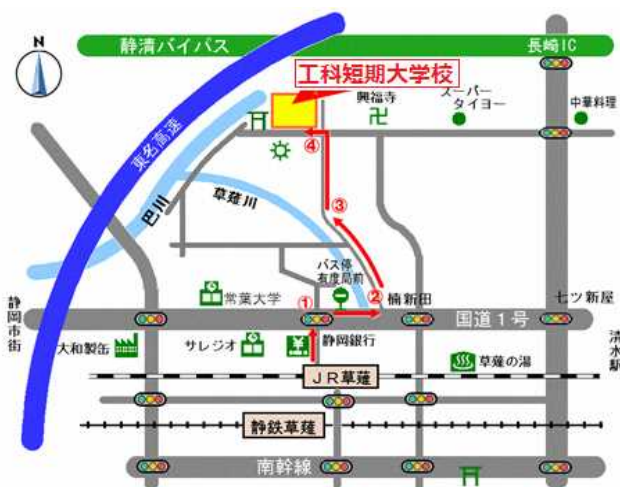 静清バイパス
長崎IC
N
工科短期大学校
興福寺
スーパー
タイヨー
中華料理
東名高速
④
巴川
草薙川
③
バス停
有度局前
常葉大学
①
②
楠新田
七ツ新屋
静岡市街
国道1号
清水駅
大和製缶
サレジオ
静岡銀行
草薙の湯
JR草薙
静鉄草薙
南幹線